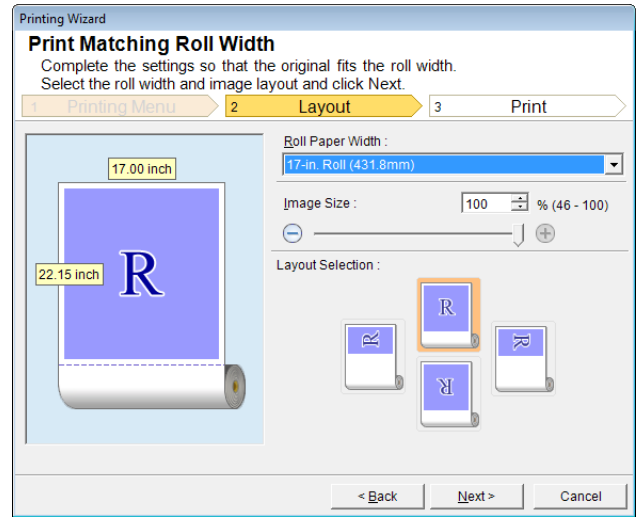 Printing Wizard
Print Matching Roll Width
Complete the settings so that the original fits the roll width.
Select the roll width and image layout and click Next.
1 Printing Menu 2 Layout 3 Print
Roll Paper Width :
17-in. Roll (431.8mm)
17.00 inch
Image Size : 100 % (46 - 100)
22.15 inch
R
Layout Selection :
R
R
R
R
< Back Next > Cancel